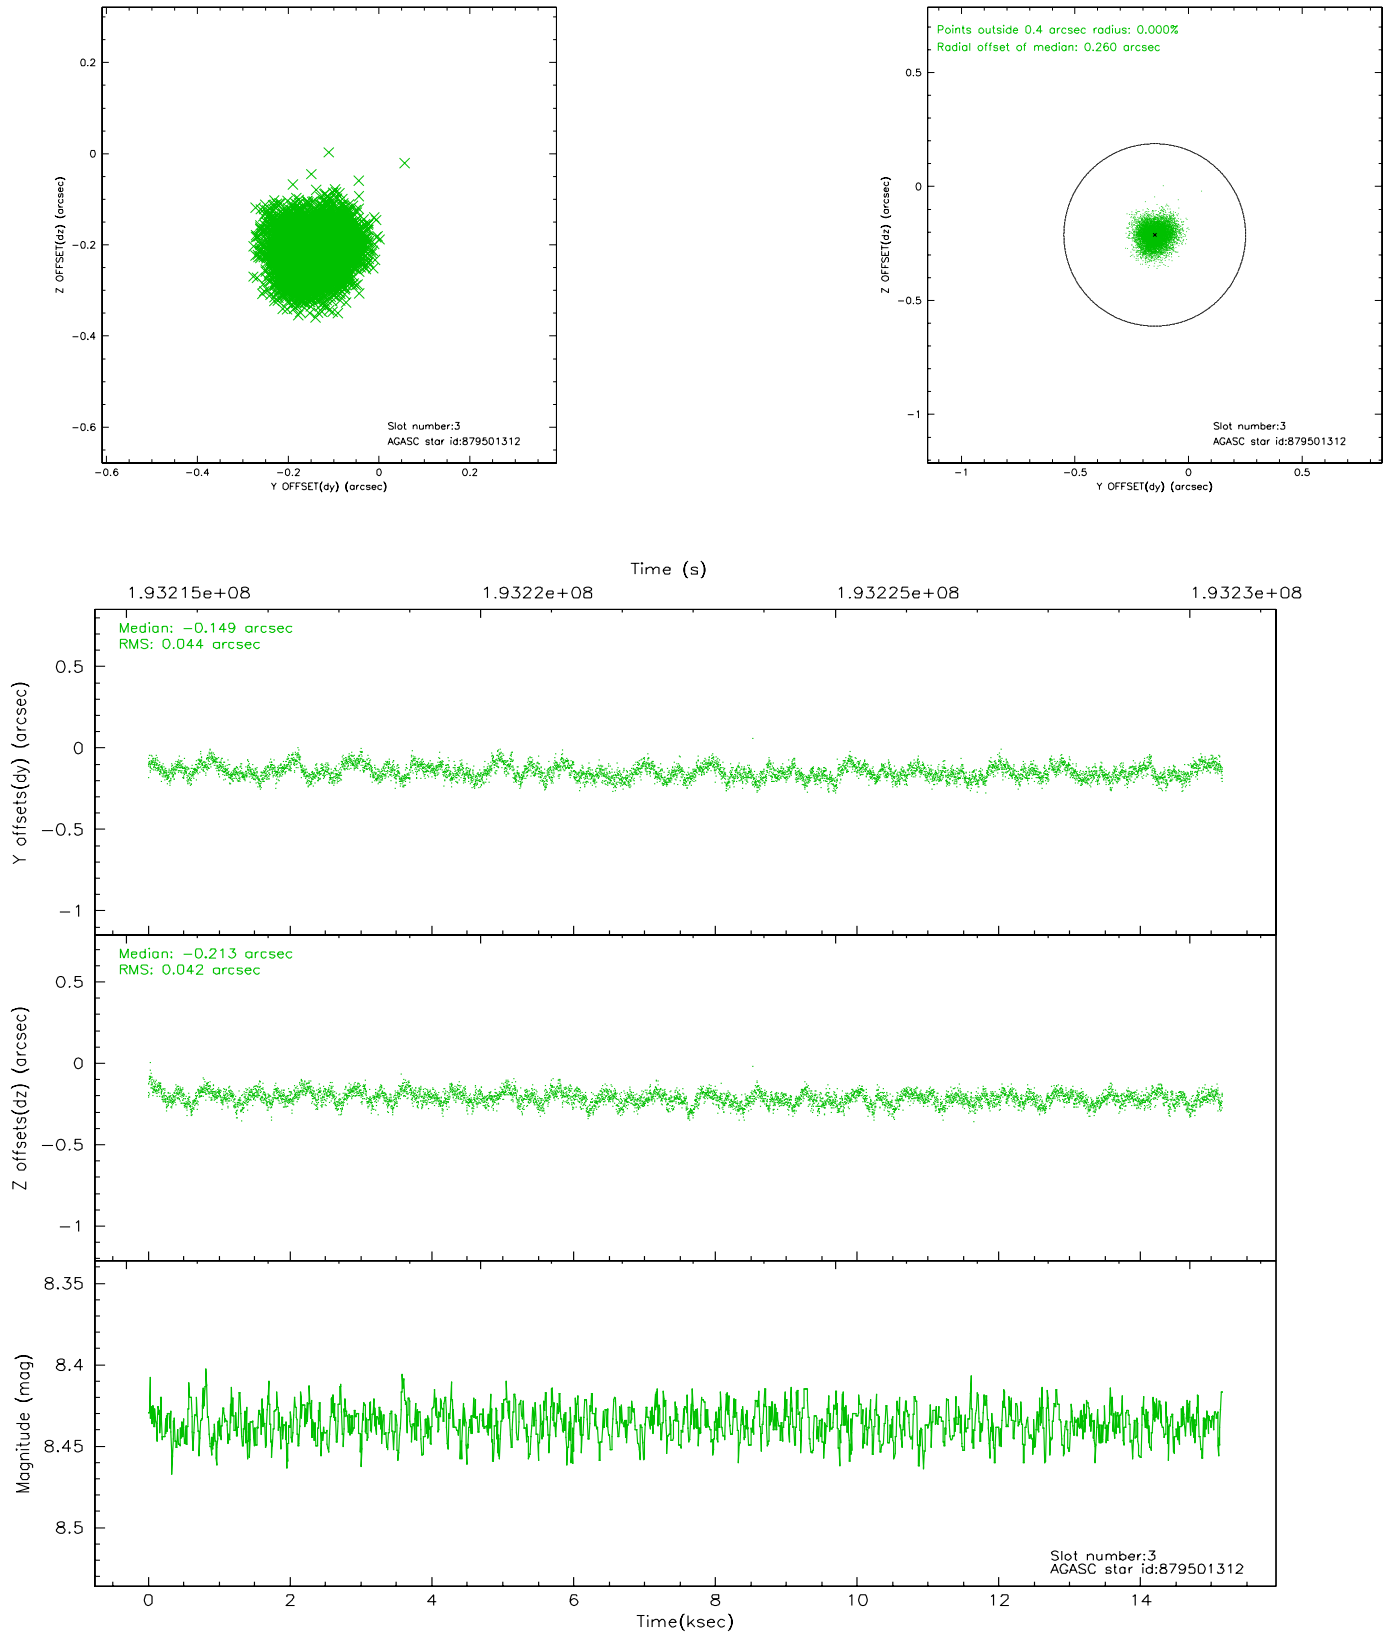 0.2
0
−0.2
−0.4
−0.6
Z OFFSET(dz) (arcsec)
Slot number:3
AGASC star id:879501312
−0.6 −0.4 −0.2 0 0.2
Y OFFSET(dy) (arcsec)
Points outside 0.4 arcsec radius: 0.000%
Radial offset of median: 0.260 arcsec
0.5
0
−0.5
−1
Z OFFSET(dz) (arcsec)
Slot number:3
AGASC star id:879501312
−1 −0.5 0 0.5
Y OFFSET(dy) (arcsec)
Time (s)
1.93215e+08 1.9322e+08 1.93225e+08 1.9323e+08
Median: −0.149 arcsec
RMS: 0.044 arcsec
0.5
0
−0.5
−1
Y offsets(dy) (arcsec)
Median: −0.213 arcsec
RMS: 0.042 arcsec
0.5
0
−0.5
−1
Z offsets(dz) (arcsec)
8.35
8.4
8.45
8.5
Magnitude (mag)
Slot number:3
AGASC star id:879501312
0 2 4 6 8 10 12 14
Time(ksec)